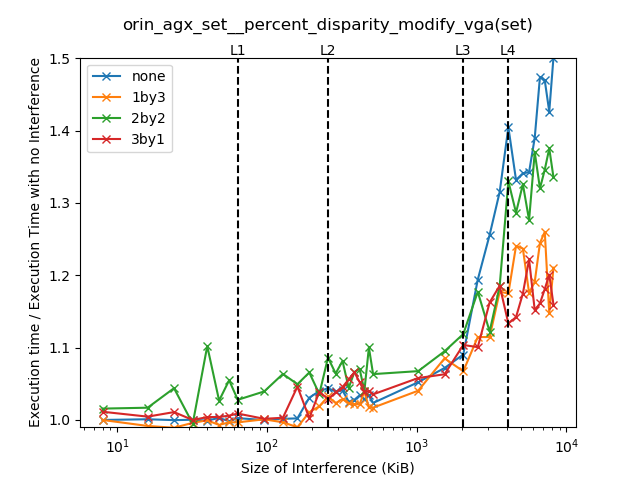 orin_agx_set__percent_disparity_modify_vga(set)
L1 L2 L3 L4
none
1by3
2by2
3by1
Execution time / Execution Time with no Interference
1.5
1.4
1.3
1.2
1.1
1.0
10¹ 10² 10³ 10⁴
Size of Interference (KiB)